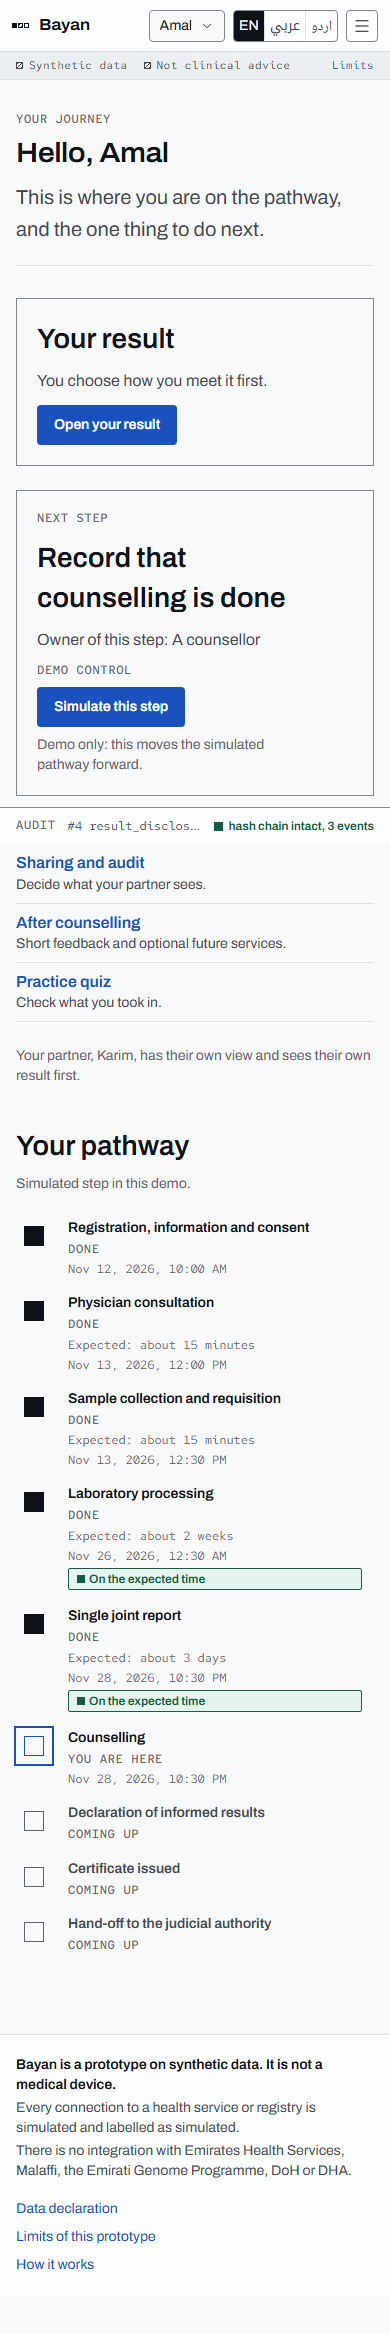 Bayan
Amal
EN
عربي
اردو
Synthetic data
Not clinical advice
Limits
YOUR JOURNEY
Hello, Amal
This is where you are on the pathway,
and the one thing to do next.
Your result
You choose how you meet it first.
Open your result
NEXT STEP
Record that
counselling is done
Owner of this step: A counsellor
DEMO CONTROL
Simulate this step
Demo only: this moves the simulated
pathway forward.
AUDIT #4 result_disclos… hash chain intact, 3 events
Sharing and audit
Decide what your partner sees.
After counselling
Short feedback and optional future services.
Practice quiz
Check what you took in.
Your partner, Karim, has their own view and sees their own
result first.
Your pathway
Simulated step in this demo.
Registration, information and consent
DONE
Nov 12, 2026, 10:00 AM
Physician consultation
DONE
Expected: about 15 minutes
Nov 13, 2026, 12:00 PM
Sample collection and requisition
DONE
Expected: about 15 minutes
Nov 13, 2026, 12:30 PM
Laboratory processing
DONE
Expected: about 2 weeks
Nov 26, 2026, 12:30 AM
On the expected time
Single joint report
DONE
Expected: about 3 days
Nov 28, 2026, 10:30 PM
On the expected time
Counselling
YOU ARE HERE
Nov 28, 2026, 10:30 PM
Declaration of informed results
COMING UP
Certificate issued
COMING UP
Hand-off to the judicial authority
COMING UP
Bayan is a prototype on synthetic data. It is not a
medical device.
Every connection to a health service or registry is
simulated and labelled as simulated.
There is no integration with Emirates Health Services,
Malaffi, the Emirati Genome Programme, DoH or DHA.
Data declaration
Limits of this prototype
How it works